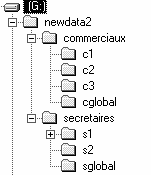 (G:)
newdata2
commerciaux
c1
c2
c3
cglobal
secretaires
s1
s2
sglobal